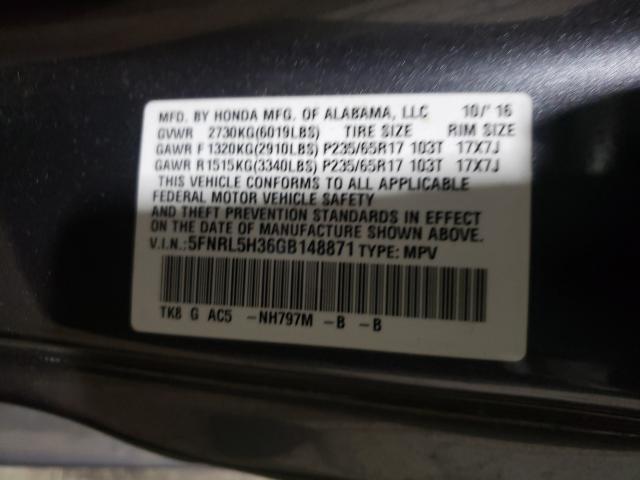 MFD. BY HONDA MFG. OF ALABAMA, LLC 10/'16
GVWR 2730KG(6019LBS) TIRE SIZE RIM SIZE
GAWR F 1320KG(2910LBS) P235/65R17 103T 17X7J
GAWR R1515KG(3340LBS) P235/65R17 103T 17X7J
THIS VEHICLE CONFORMS TO ALL APPLICABLE
FEDERAL MOTOR VEHICLE SAFETY
AND THEFT PREVENTION STANDARDS IN EFFECT
ON THE DATE OF MANUFACTURE SHOWN ABOVE.
V.I.N.:5FNRL5H36GB148871 TYPE: MPV
TK8 G AC5 -NH797M -B -B